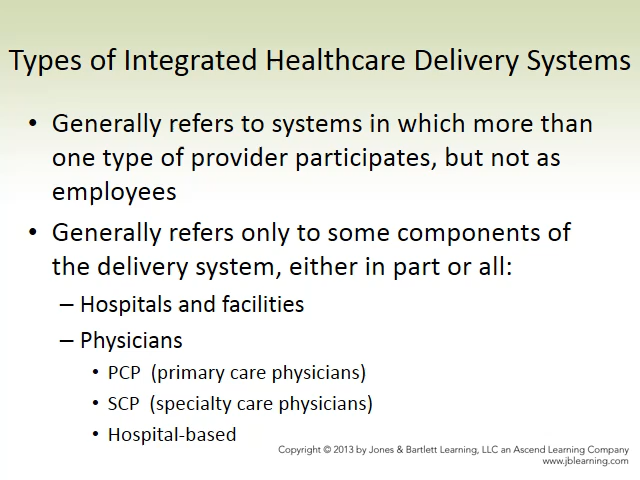 Types of Integrated Healthcare Delivery Systems
• Generally refers to systems in which more than
one type of provider participates, but not as
employees
• Generally refers only to some components of
the delivery system, either in part or all:
– Hospitals and facilities
– Physicians
• PCP (primary care physicians)
• SCP (specialty care physicians)
• Hospital-based
Copyright © 2013 by Jones & Bartlett Learning, LLC an Ascend Learning Company
www.jblearning.com